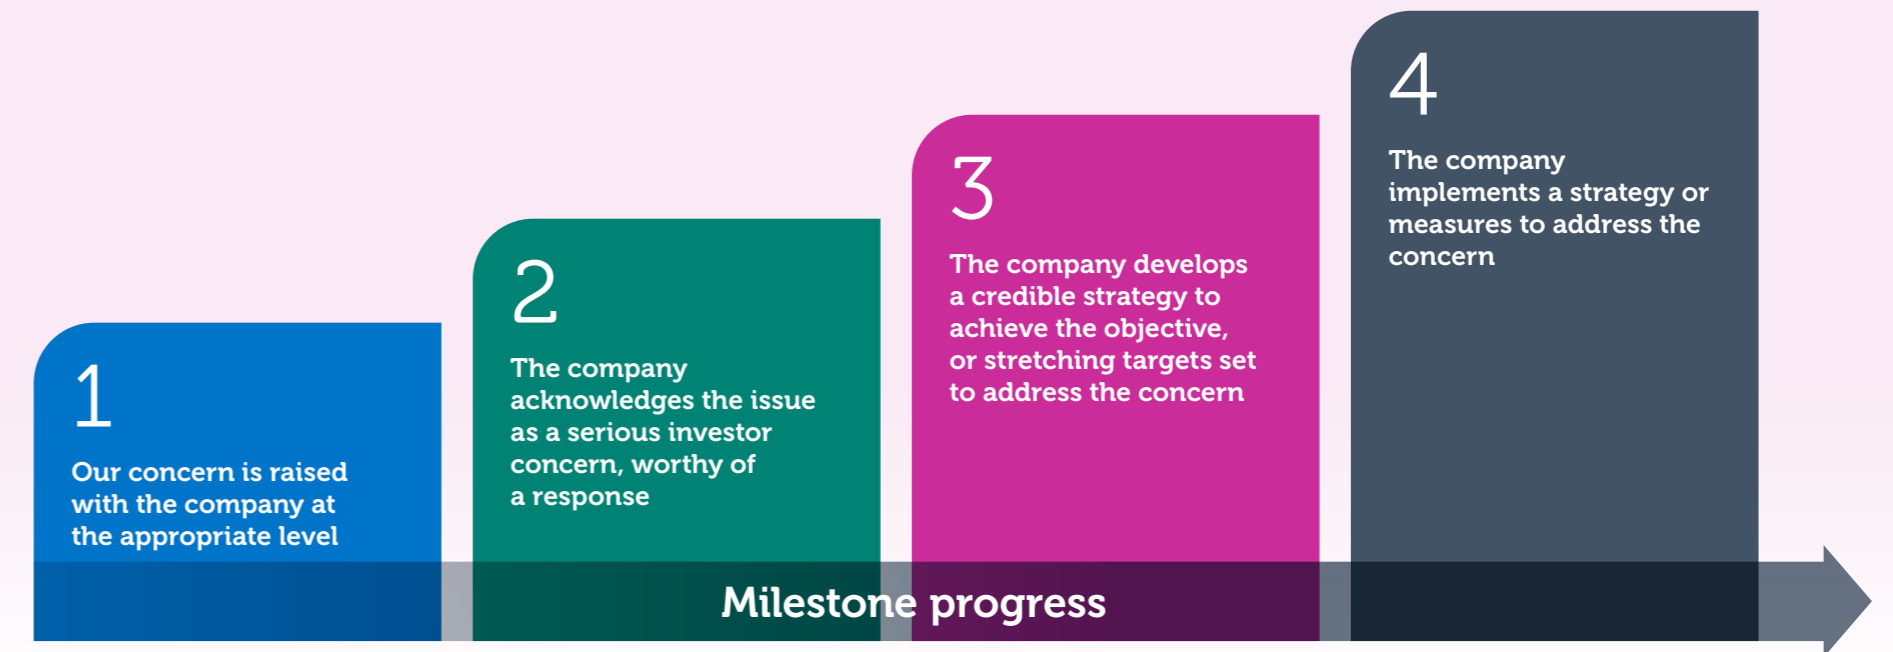 1
Our concern is raised
with the company at
the appropriate level
2
The company
acknowledges the issue
as a serious investor
concern, worthy of
a response
3
The company develops
a credible strategy to
achieve the objective,
or stretching targets set
to address the concern
4
The company
implements a strategy or
measures to address the
concern
Milestone progress